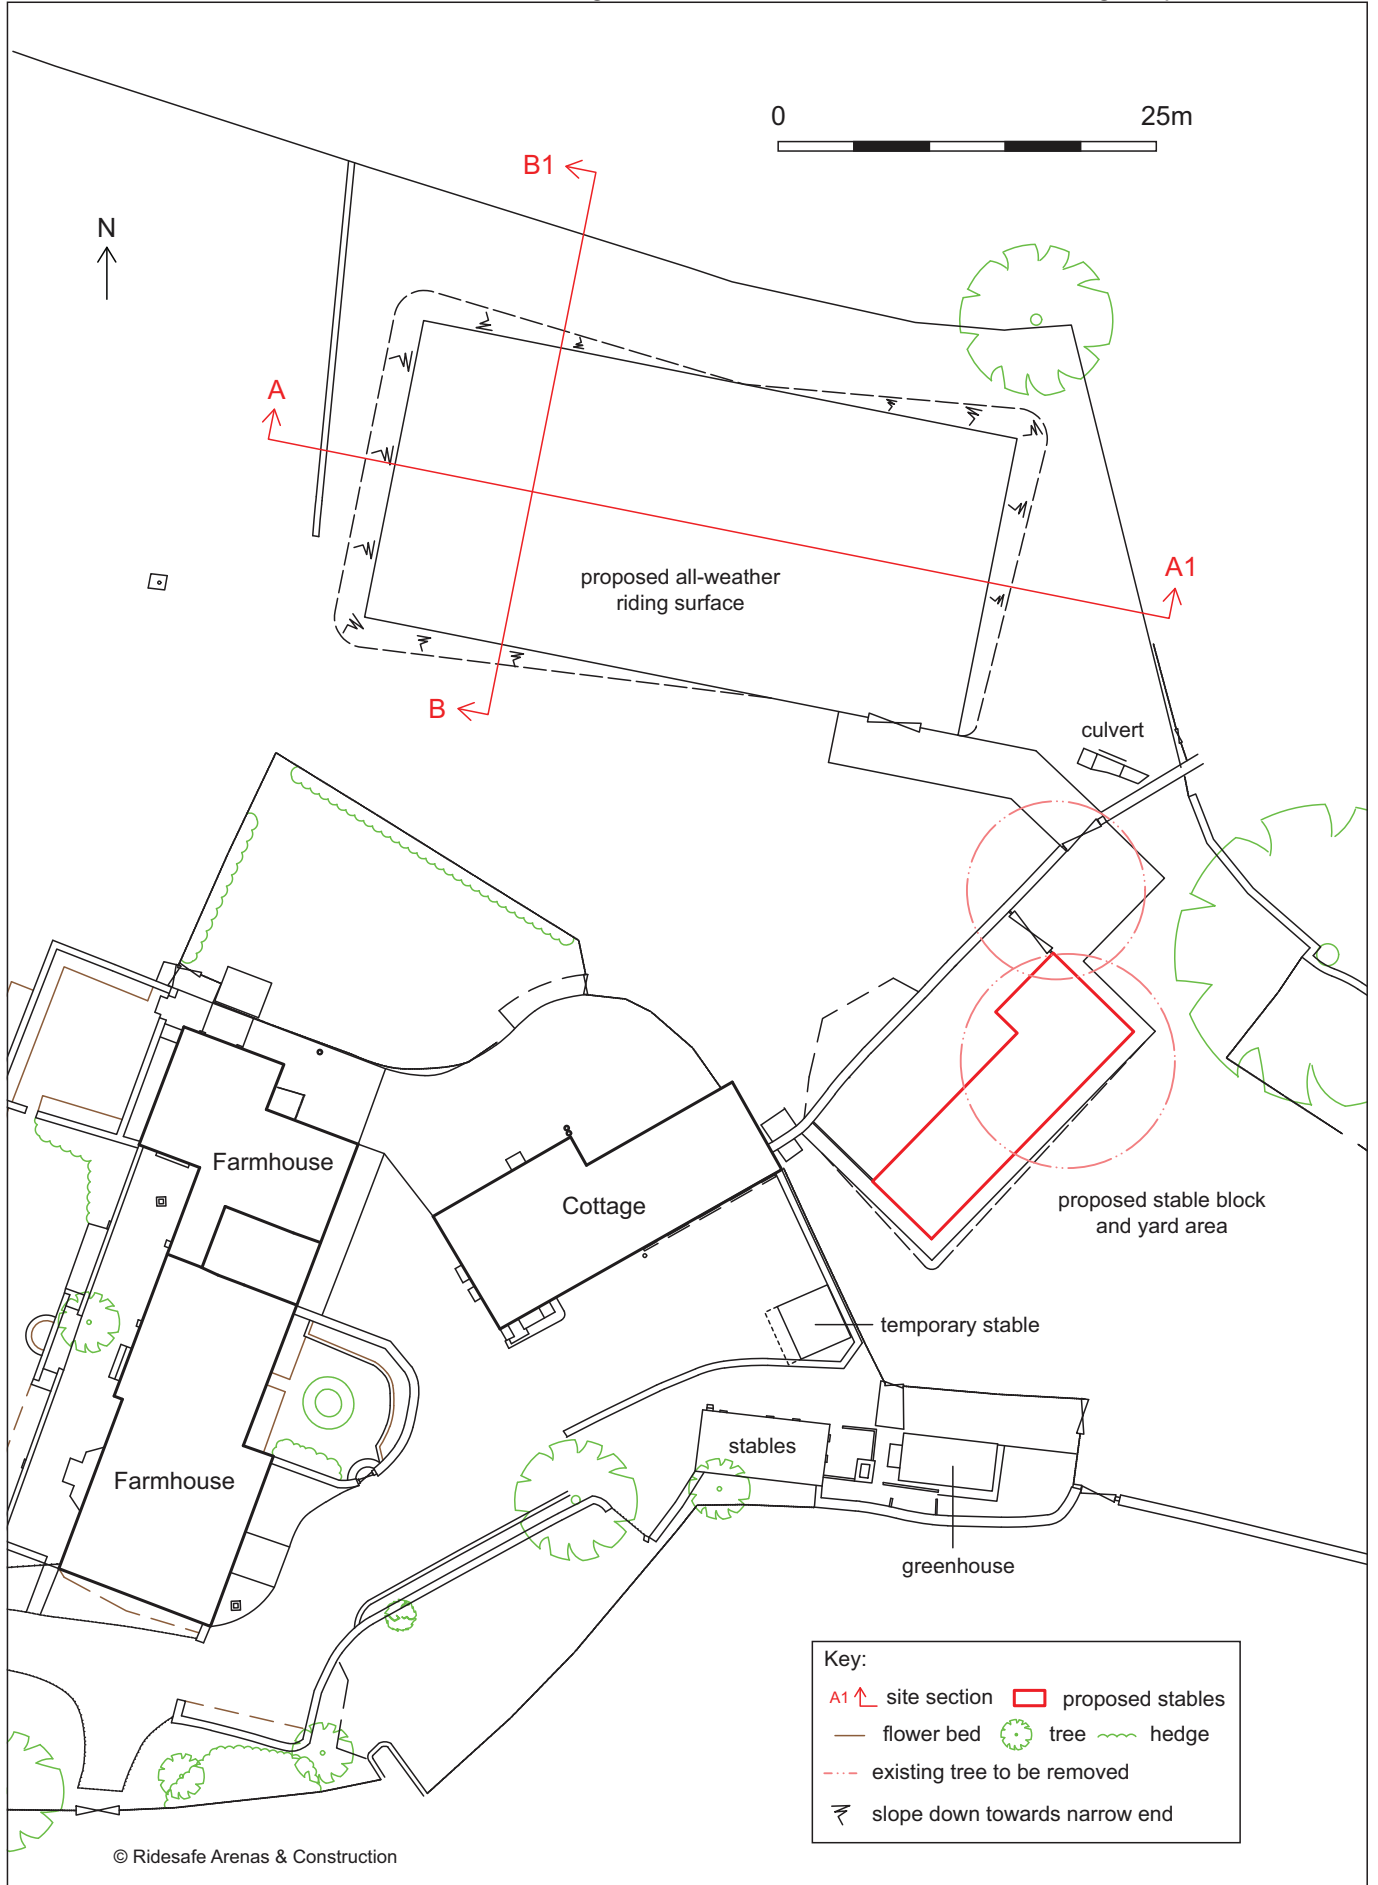 0 25m
B1
N
A
proposed all-weather
riding surface
A1
B
culvert
Farmhouse
Cottage
proposed stable block
and yard area
temporary stable
stables
Farmhouse
greenhouse
Key:
A1 site section proposed stables
flower bed tree hedge
existing tree to be removed
slope down towards narrow end
© Ridesafe Arenas & Construction